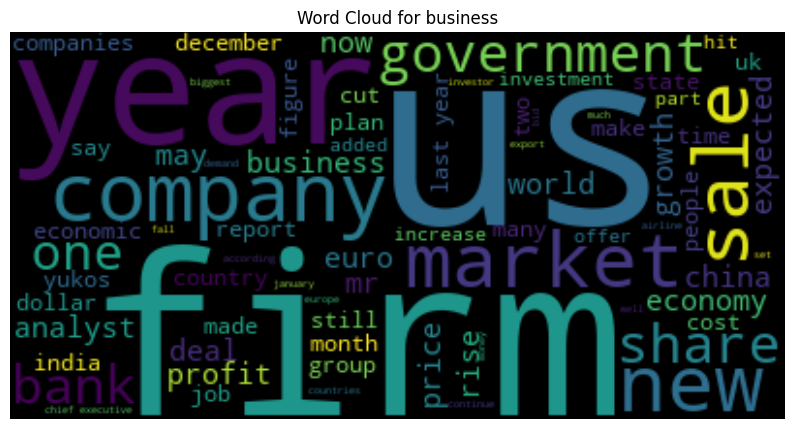 Word Cloud for business
companies december now government hit
year us uk
biggest figure investor investment state
cut export two much bid part sale
plan last year make time expected
say may added growth
demand business world people
company
economic fall report increase many offer airline
one euro market
according country mr china
yukos january set
dollar europe economy
firm
analyst made still cost
deal month price rise money well share
india profit group
bank job new
countries continue
chief executive